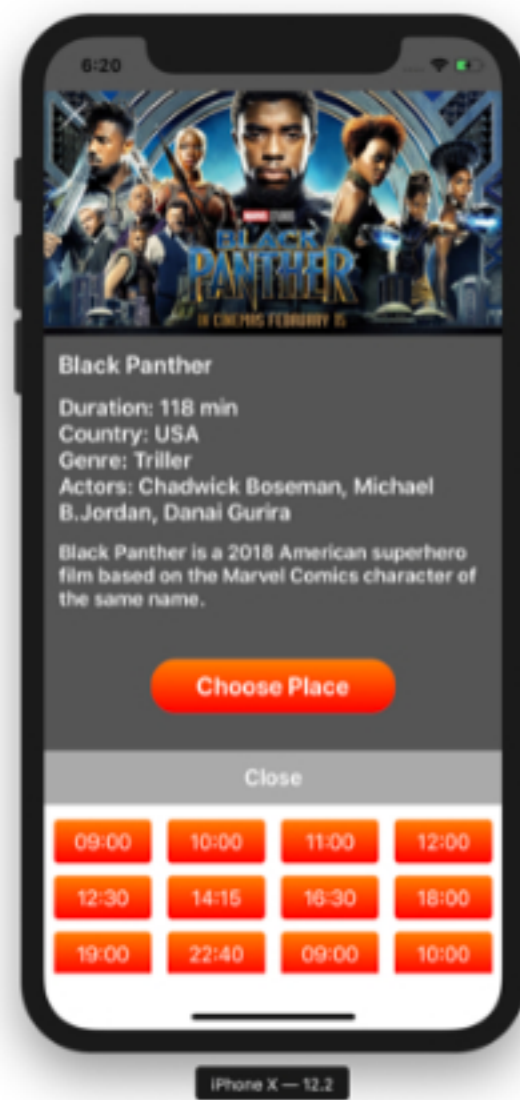 6:20
MARVEL STUDIOS
BLACK
PANTHER
IN CINEMAS FEBRUARY 15
Black Panther
Duration: 118 min
Country: USA
Genre: Triller
Actors: Chadwick Boseman, Michael
B.Jordan, Danai Gurira
Black Panther is a 2018 American superhero
film based on the Marvel Comics character of
the same name.
Choose Place
Close
09:00 10:00 11:00 12:00
12:30 14:15 16:30 18:00
19:00 22:40 09:00 10:00
iPhone X — 12.2